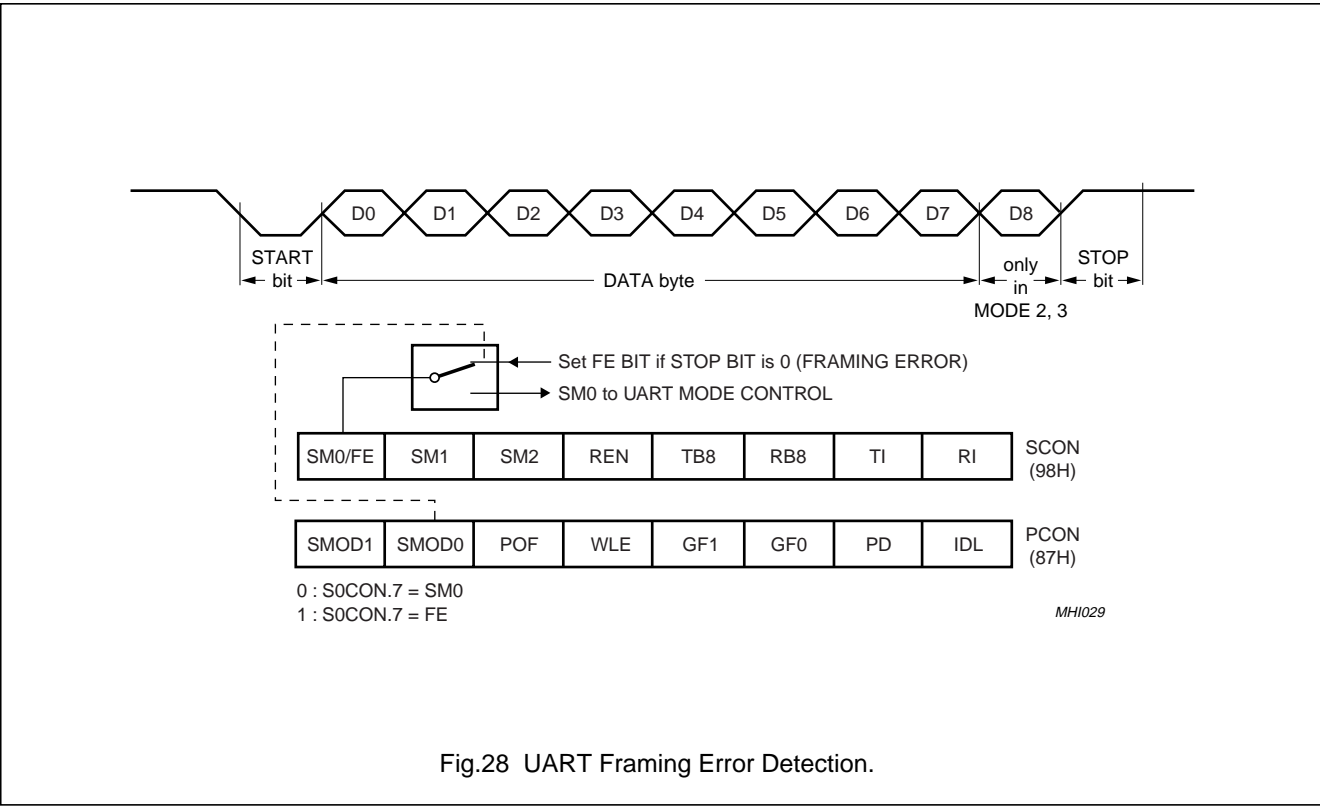 D0 D1 D2 D3 D4 D5 D6 D7 D8
START
bit
DATA byte
only
in
MODE 2, 3
STOP
bit
Set FE BIT if STOP BIT is 0 (FRAMING ERROR)
SM0 to UART MODE CONTROL
SM0/FE SM1 SM2 REN TB8 RB8 TI RI
SCON
(98H)
SMOD1 SMOD0 POF WLE GF1 GF0 PD IDL
PCON
(87H)
0 : S0CON.7 = SM0
1 : S0CON.7 = FE
MHI029
Fig.28 UART Framing Error Detection.